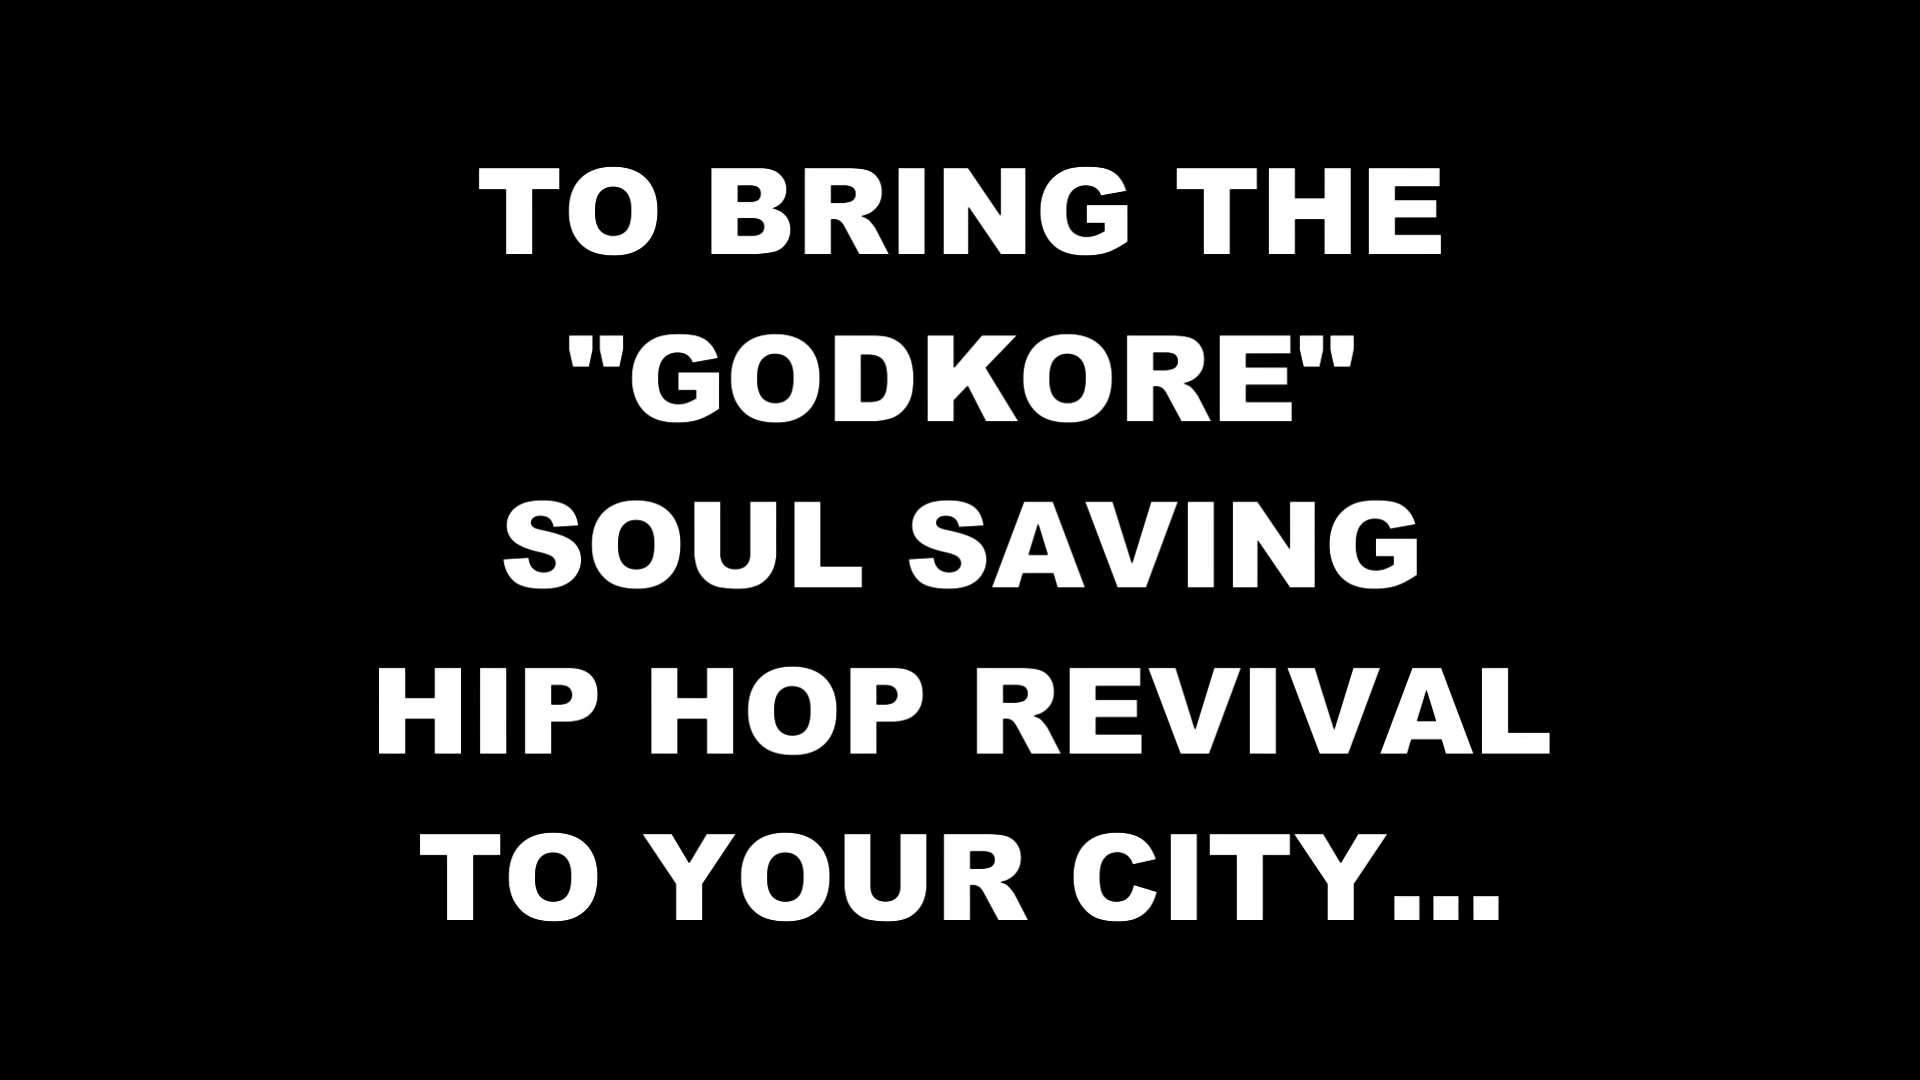 TO BRING THE
"GODKORE"
SOUL SAVING
HIP HOP REVIVAL
TO YOUR CITY...